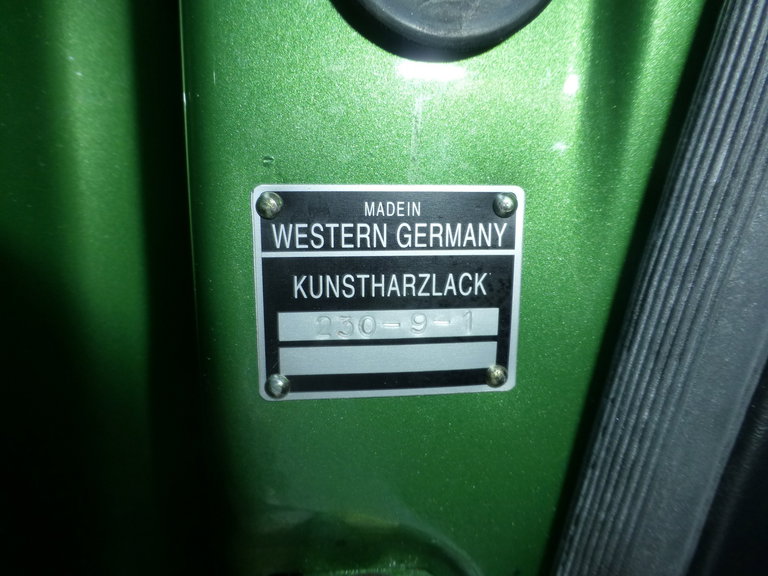 MADE IN
WESTERN GERMANY
KUNSTHARZLACK
230-9-1